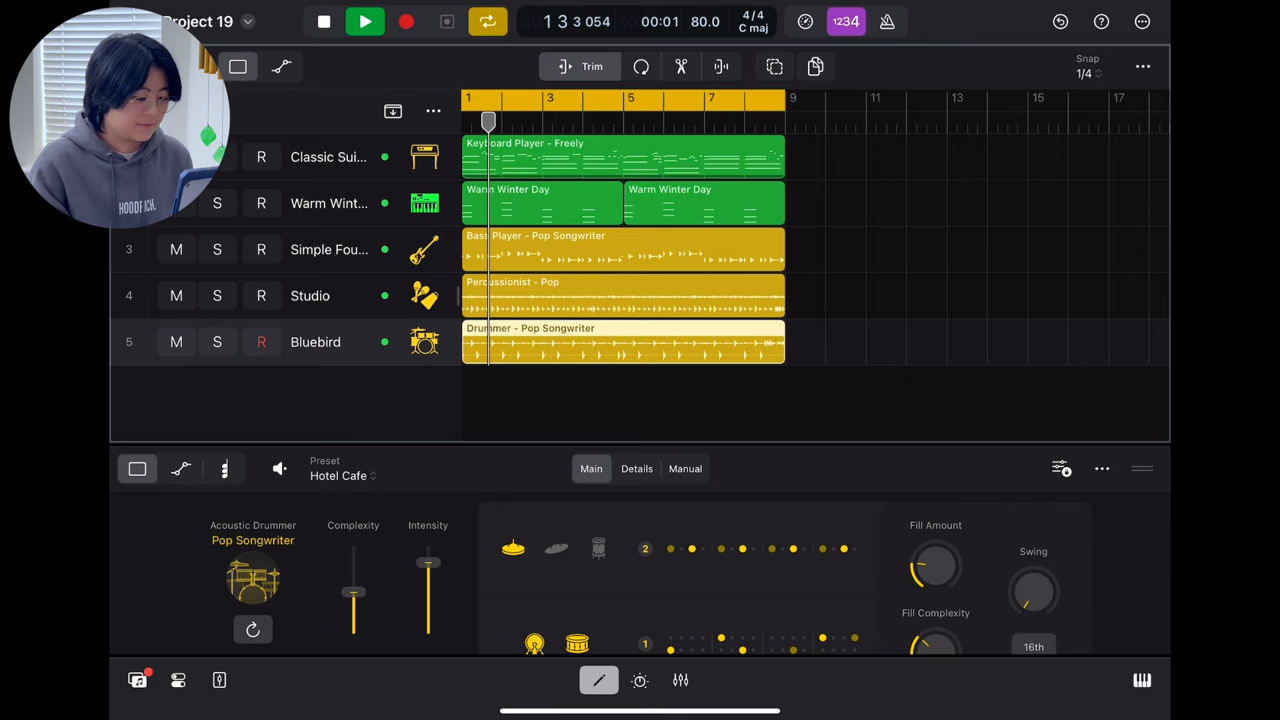 Project 19
1 3 3 054
00:01
80.0
4/4
C maj
1234
Trim
Snap
1/4
1
3
5
7
9
11
13
15
17
Keyboard Player - Freely
R
Classic Sui...
Warm Winter Day
Warm Winter Day
S
R
Warm Wint...
Bass Player - Pop Songwriter
3
M
S
R
Simple Fou...
Percussionist - Pop
4
M
S
R
Studio
Drummer - Pop Songwriter
5
M
S
R
Bluebird
Preset
Hotel Cafe
Main
Details
Manual
Acoustic Drummer
Pop Songwriter
Complexity
Intensity
2
1
Fill Amount
Swing
Fill Complexity
16th